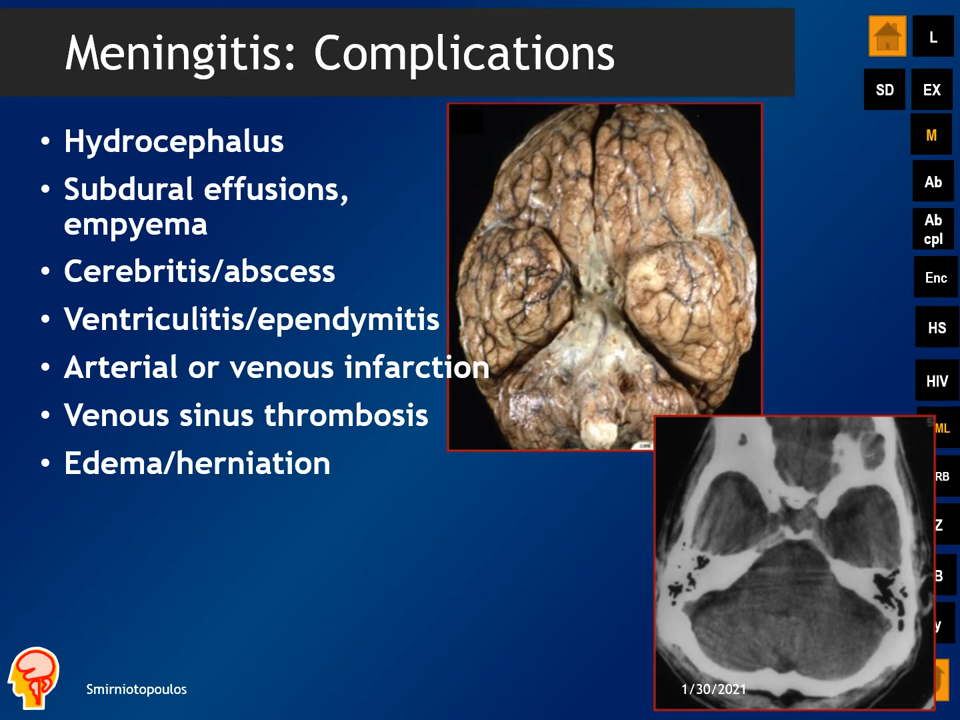 Meningitis: Complications
• Hydrocephalus
• Subdural effusions,
empyema
• Cerebritis/abscess
• Ventriculitis/ependymitis
• Arterial or venous infarction
• Venous sinus thrombosis
• Edema/herniation
L
SD
EX
M
Ab
Ab
cpl
Enc
HS
HIV
ML
RB
Z
B
y
Smirniotopoulos
1/30/2021